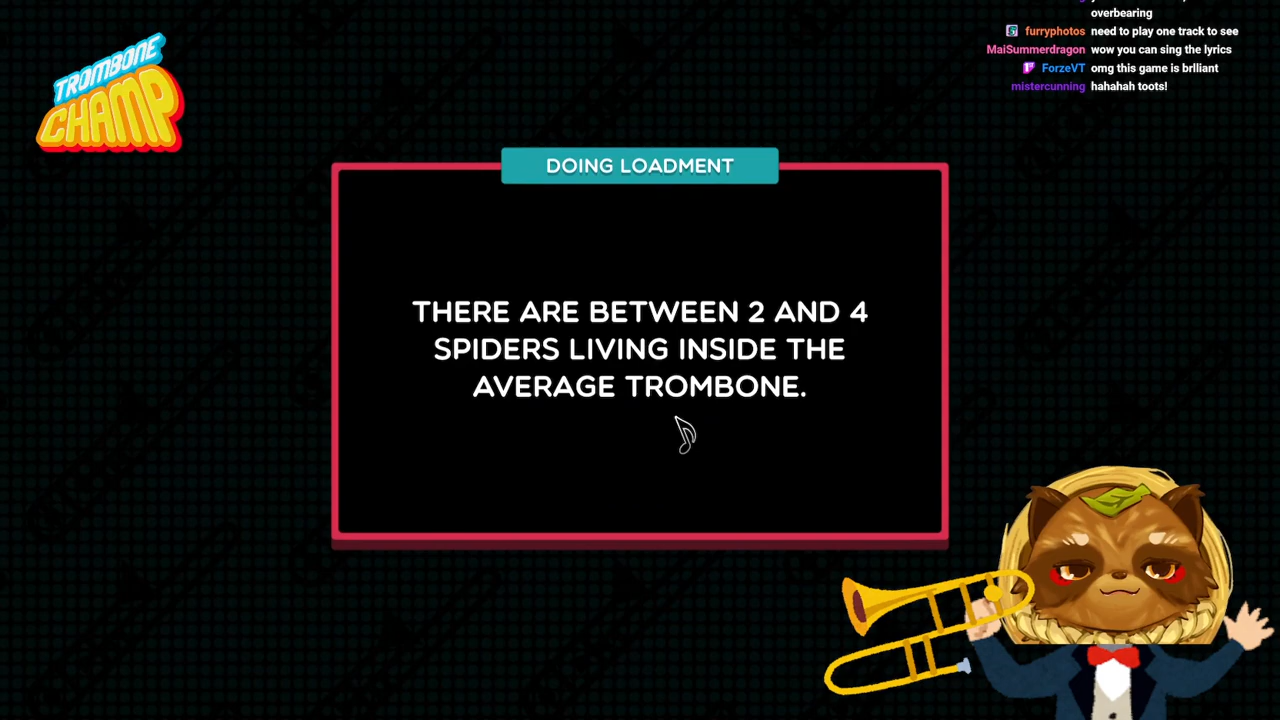 overbearing
furryphotos need to play one track to see
MaiSummerdragon wow you can sing the lyrics
ForzeVT omg this game is brlliant
mistercunning hahahah toots!
TROMBONE
CHAMP
DOING LOADMENT
THERE ARE BETWEEN 2 AND 4
SPIDERS LIVING INSIDE THE
AVERAGE TROMBONE.